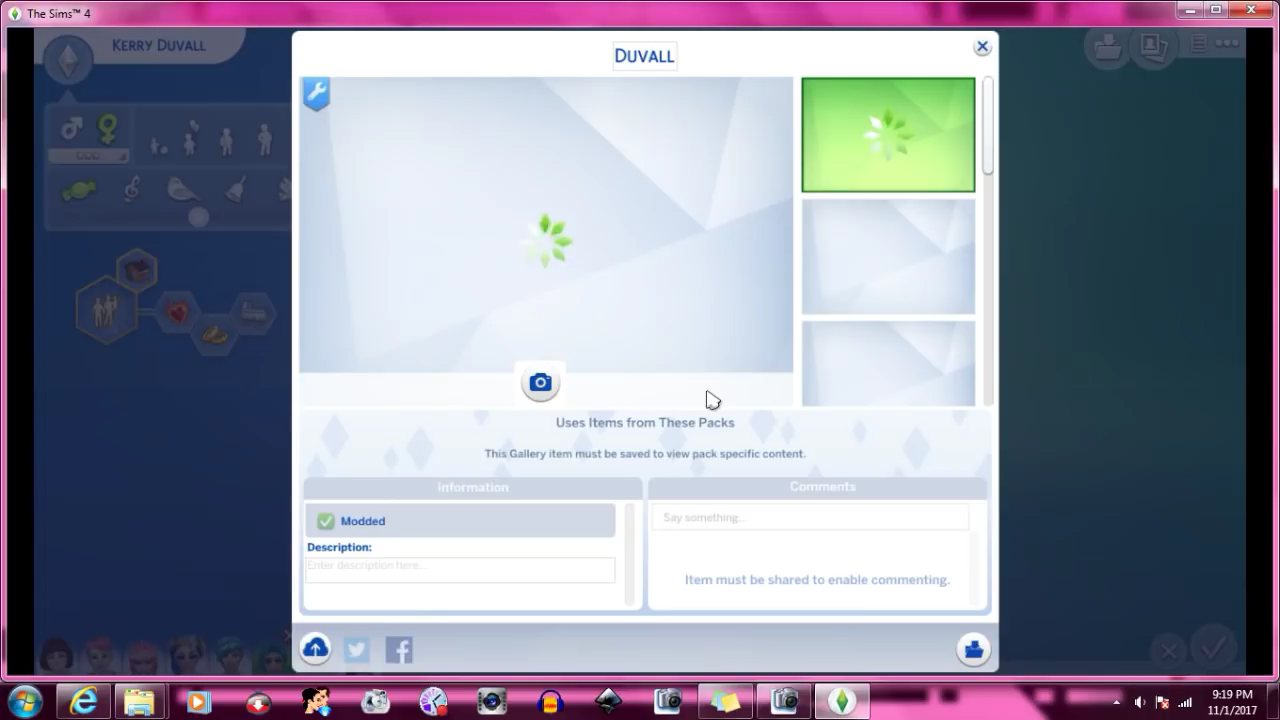 The Sims™ 4
KERRY DUVALL
DUVALL
Uses Items from These Packs
This Gallery item must be saved to view pack specific content.
Information
Modded
Description:
Enter description here...
Comments
Say something...
Item must be shared to enable commenting.
9:19 PM
11/1/2017